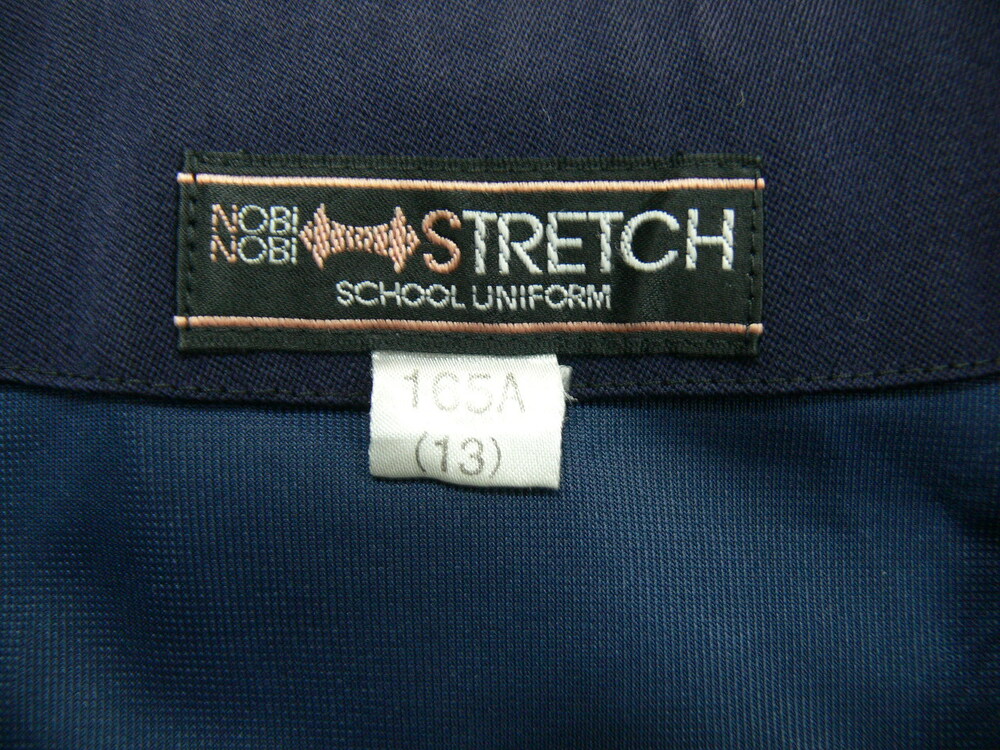 NOBI
NOBI
STRETCH
SCHOOL UNIFORM
165A
(13)